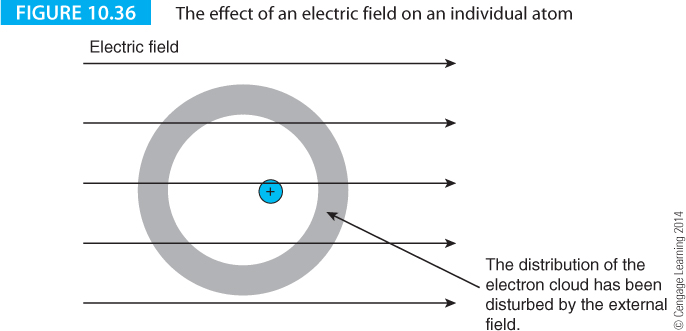 FIGURE 10.36 The effect of an electric field on an individual atom
Electric field
+
The distribution of the
electron cloud has been
disturbed by the external
field.
© Cengage Learning 2014